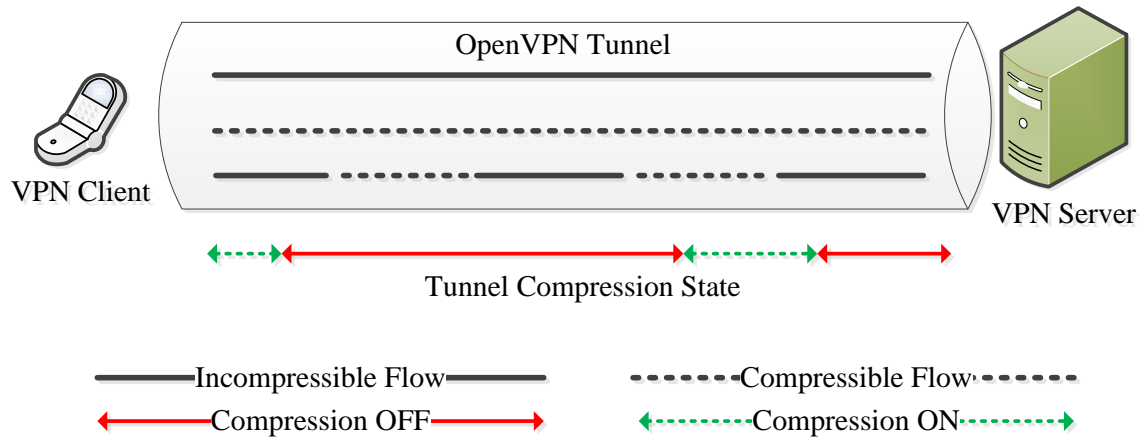 OpenVPN Tunnel
VPN Client
VPN Server
Tunnel Compression State
Incompressible Flow
Compressible Flow
Compression OFF
Compression ON